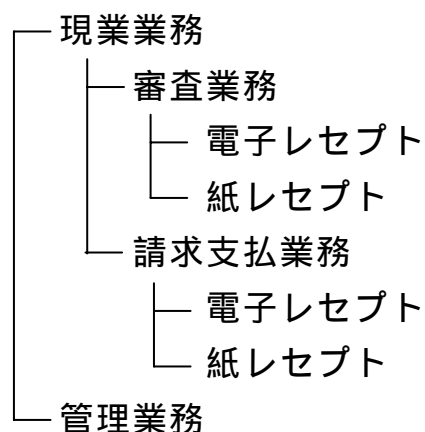 現業業務
審査業務
電子レセプト
紙レセプト
請求支払業務
電子レセプト
紙レセプト
管理業務